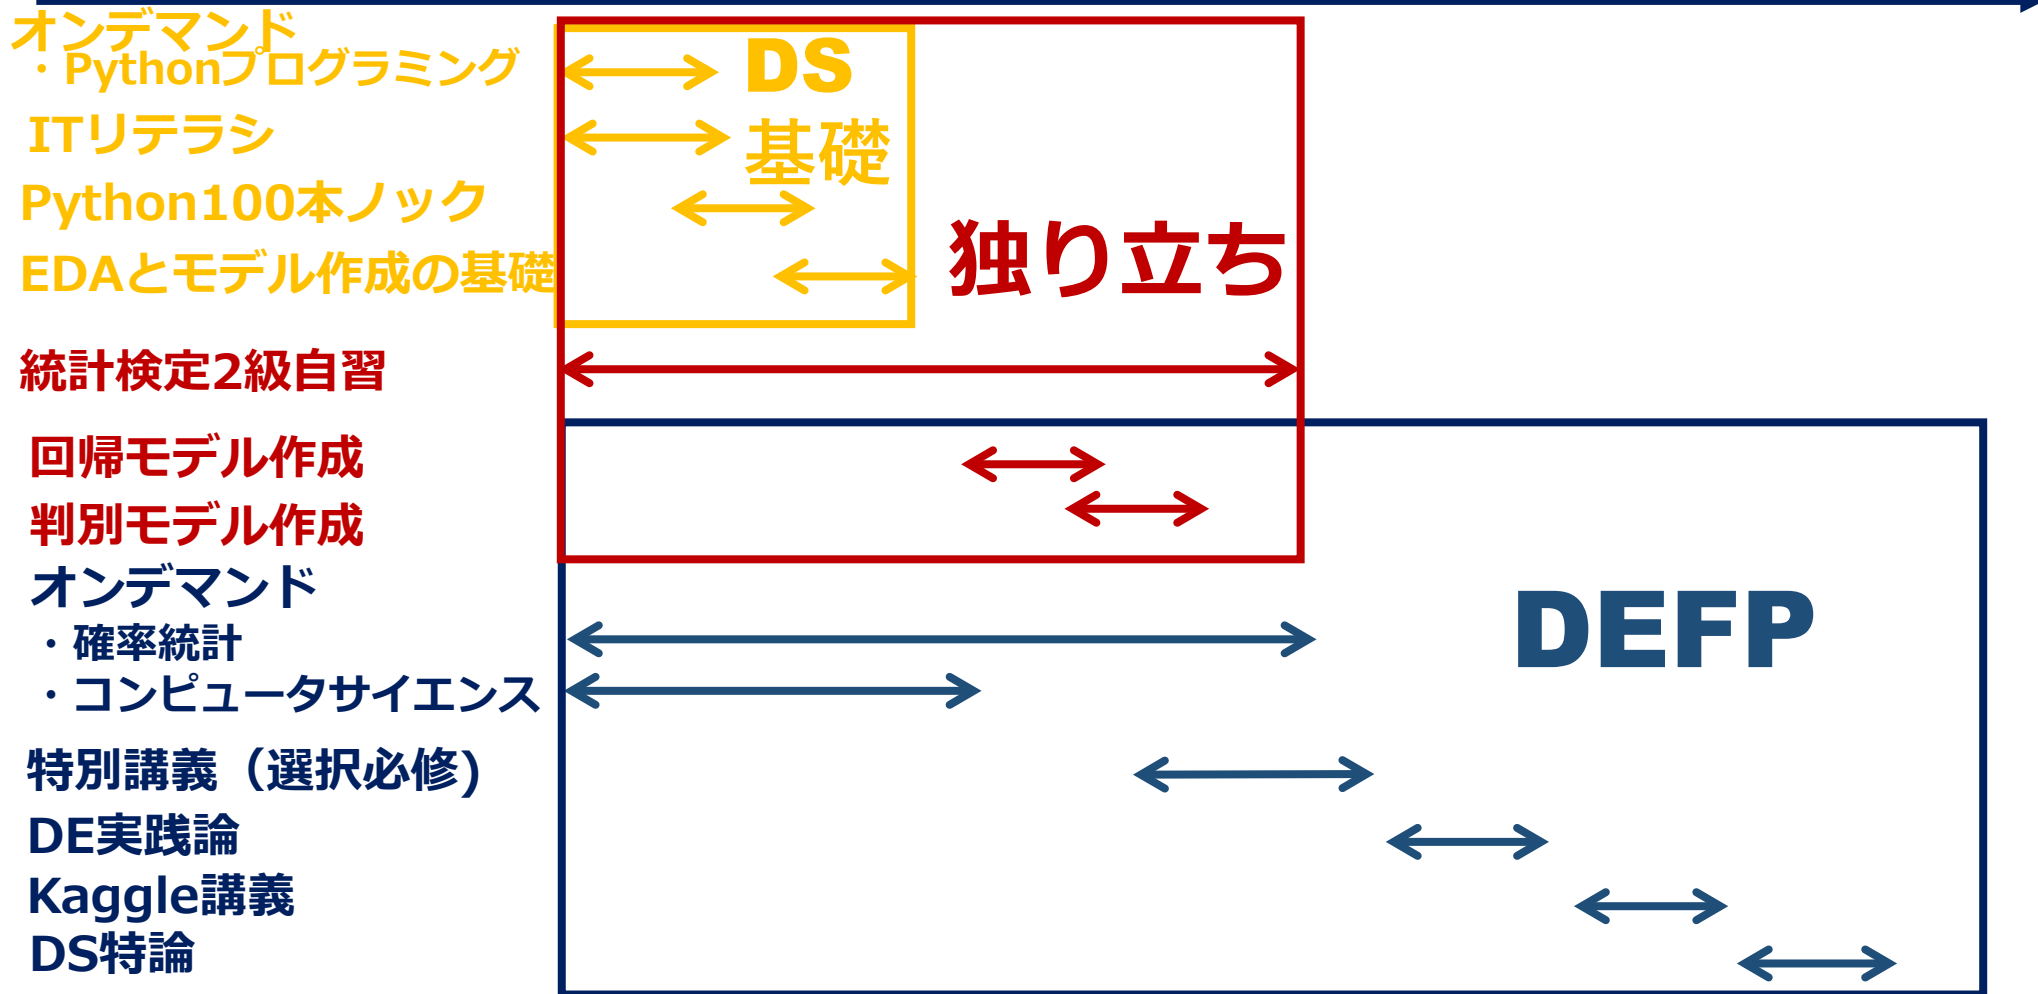 オンデマンド
・Pythonプログラミング
ITリテラシ
Python100本ノック
EDAとモデル作成の基礎
DS
基礎
独り立ち
統計検定2級自習
回帰モデル作成
判別モデル作成
オンデマンド
・確率統計
・コンピュータサイエンス
DEFP
特別講義（選択必修)
DE実践論
Kaggle講義
DS特論